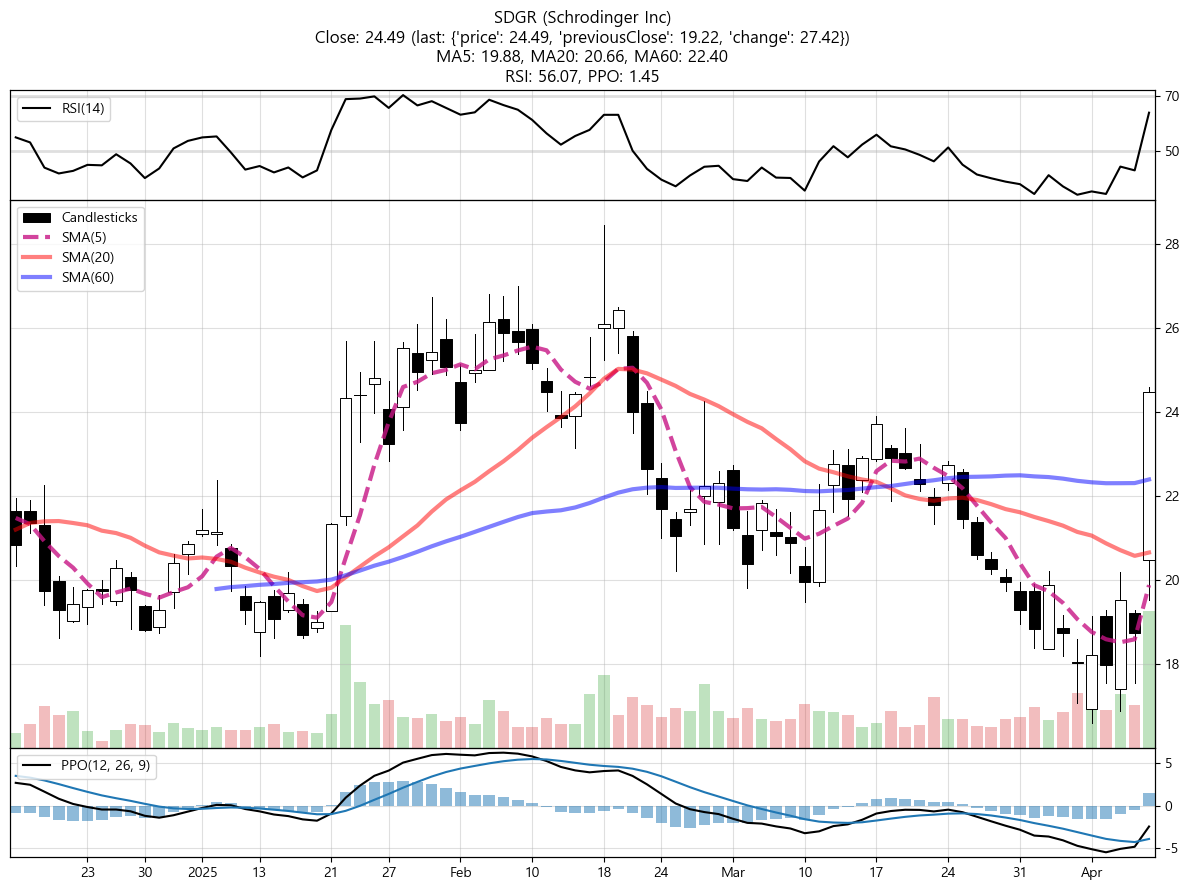 SDGR (Schrodinger Inc)
Close: 24.49 (last: {'price': 24.49, 'previousClose': 19.22, 'change': 27.42})
MA5: 19.88, MA20: 20.66, MA60: 22.40
RSI: 56.07, PPO: 1.45
RSI(14)
70
50
Candlesticks
SMA(5)
SMA(20)
SMA(60)
28
26
24
22
20
18
PPO(12, 26, 9)
5
0
-5
23 30 2025 13 21 27 Feb 10 18 24 Mar 10 17 24 31 Apr